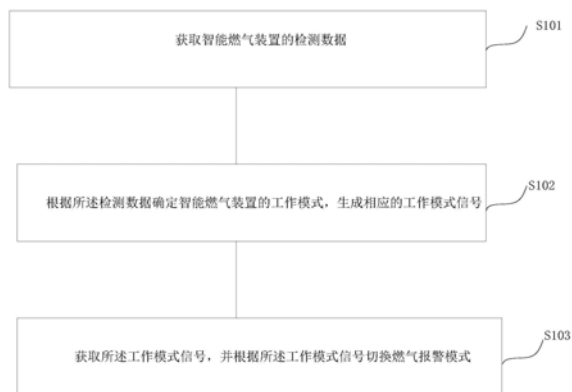 获取智能燃气装置的检测数据
S101
根据所述检测数据确定智能燃气装置的工作模式，生成相应的工作模式信号
S102
获取所述工作模式信号，并根据所述工作模式信号切换燃气报警模式
S103